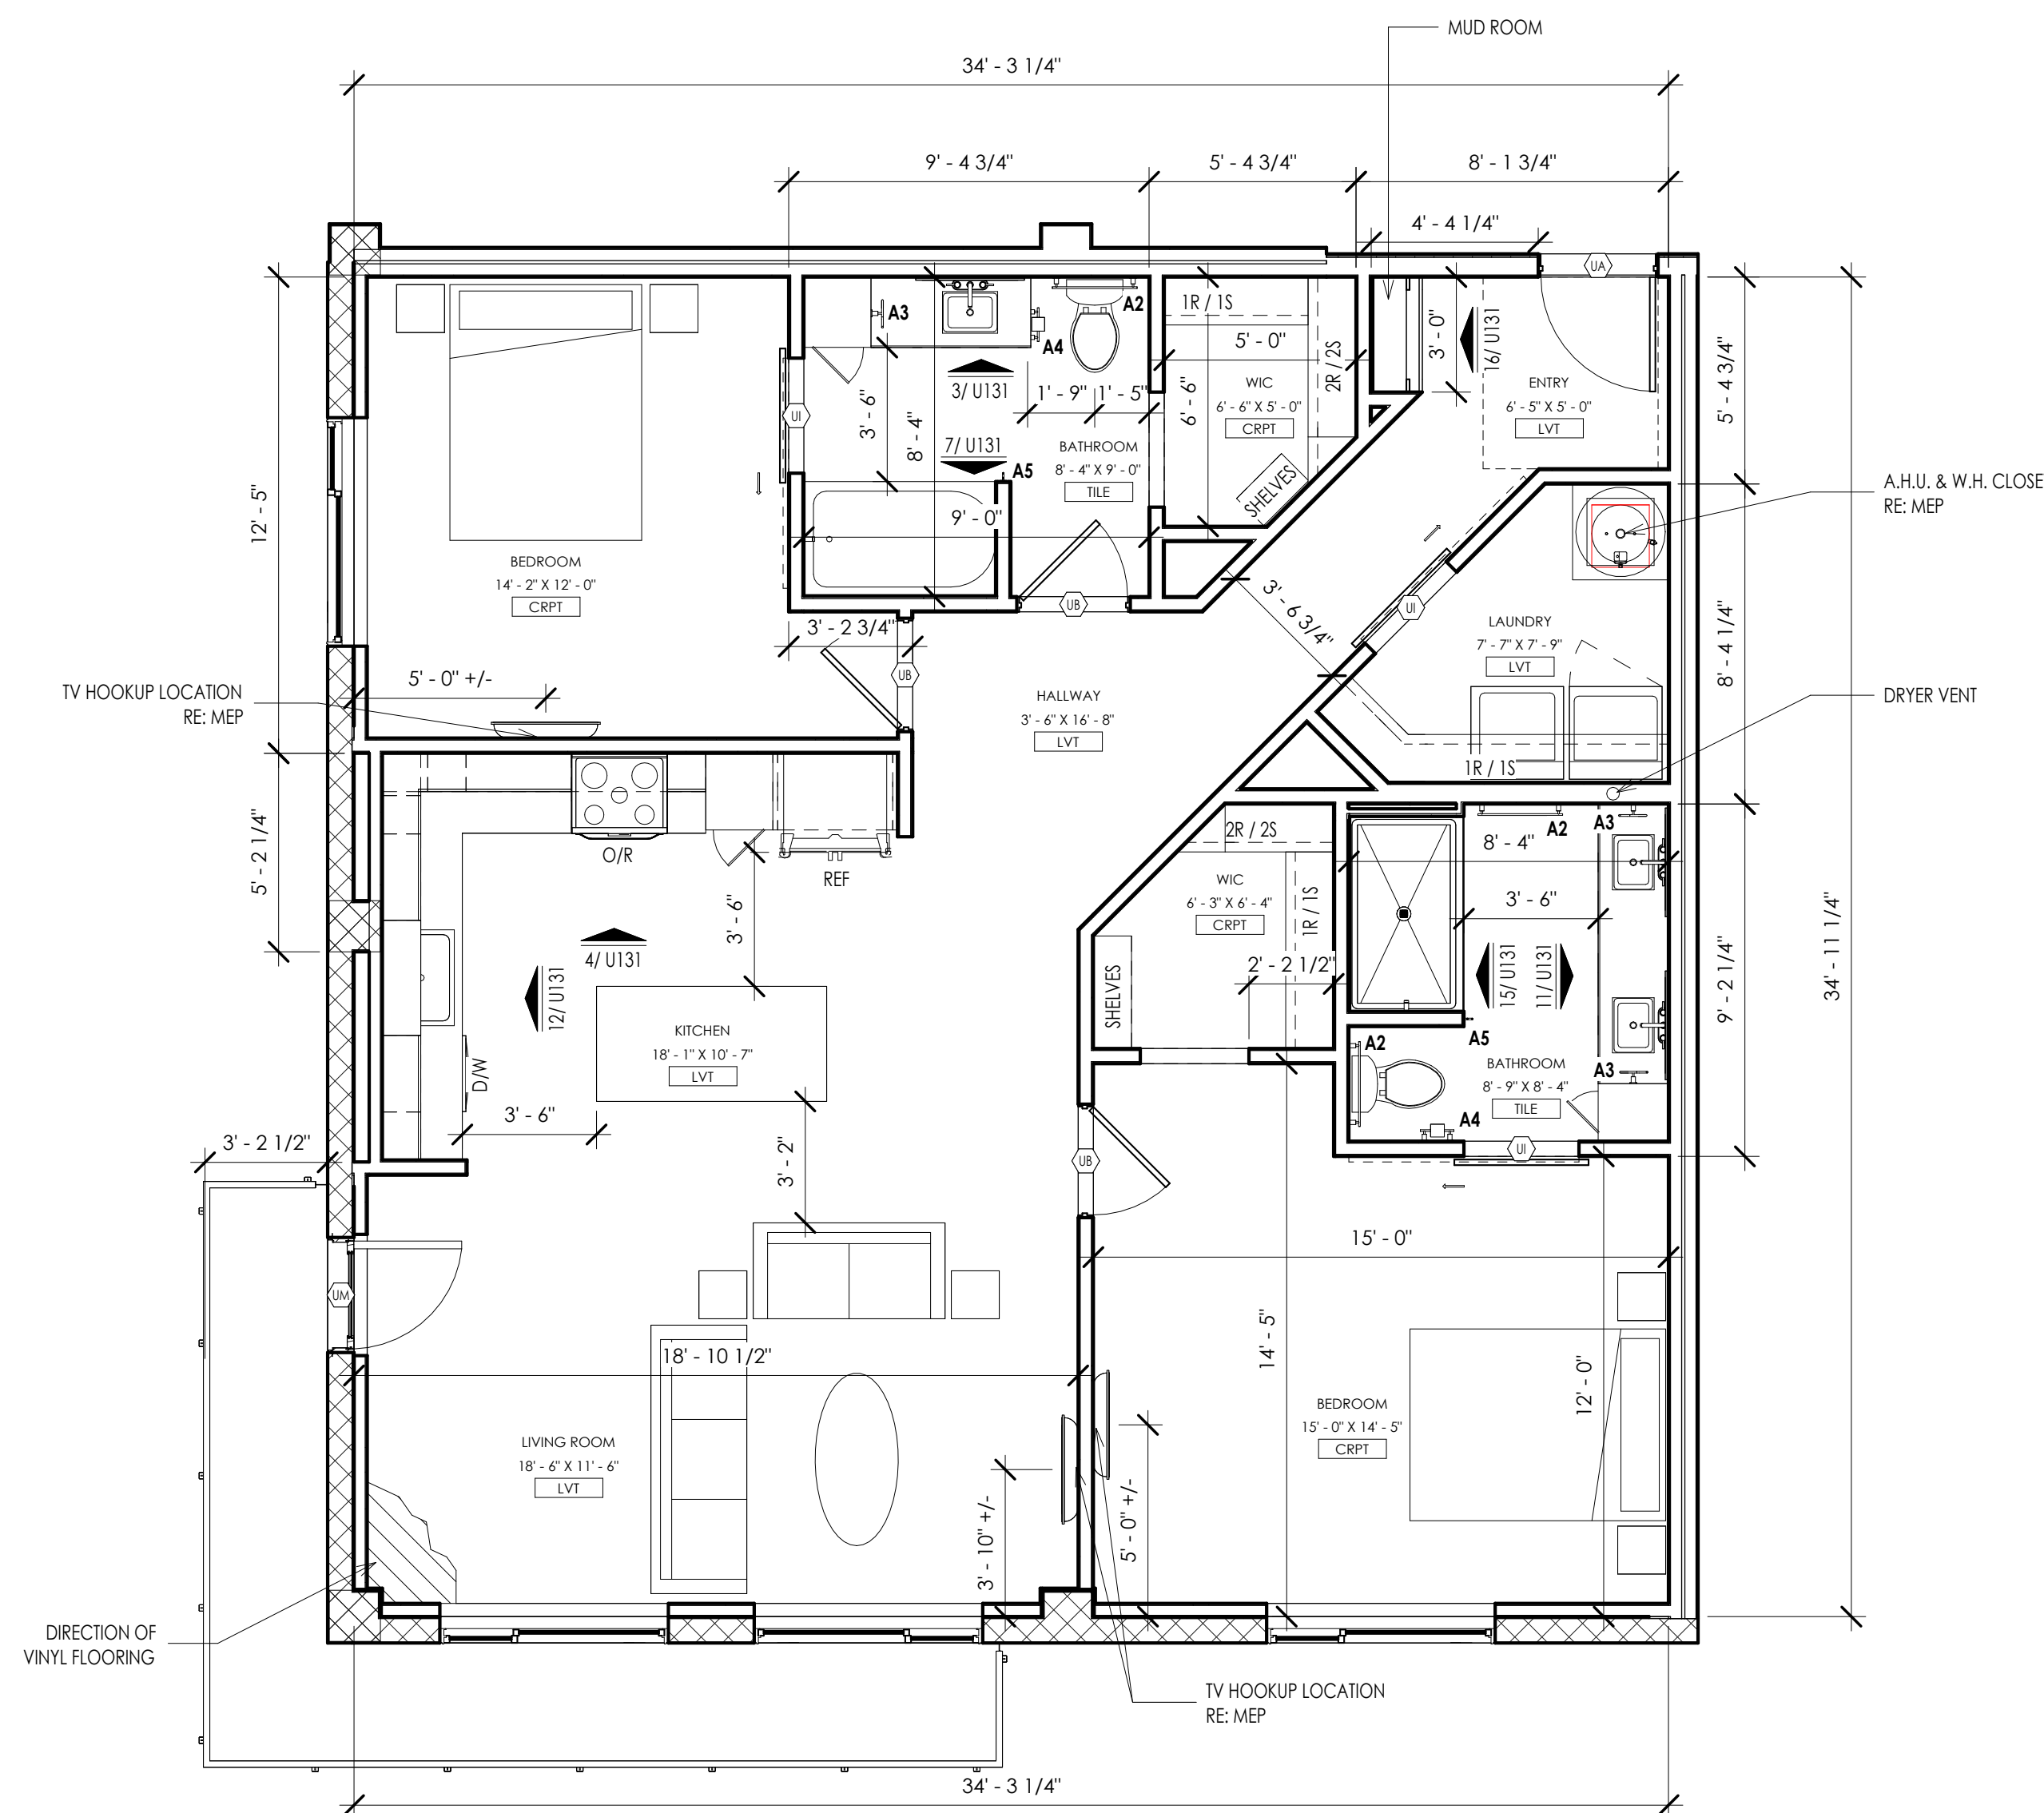 MUD ROOM
34' - 3 1/4"
9' - 4 3/4"
5' - 4 3/4"
8' - 1 3/4"
4' - 4 1/4"
UA
A3
A2
A4
1R / 1S
5' - 0"
2R / 2S
3' - 0"
16/ U131
ENTRY
6' - 5" X 5' - 0"
LVT
5' - 4 3/4"
3/ U131
1' - 9"
1' - 5"
WIC
6' - 6" X 5' - 0"
CRPT
6' - 6"
UI
3' - 6"
8' - 4"
7/ U131
A5
BATHROOM
8' - 4" X 9' - 0"
TILE
SHELVES
A.H.U. & W.H. CLOSE
RE: MEP
12' - 5"
9' - 0"
BEDROOM
14' - 2" X 12' - 0"
CRPT
UB
3' - 6 3/4"
UI
LAUNDRY
7' - 7" X 7' - 9"
LVT
8' - 4 1/4"
3' - 2 3/4"
UB
TV HOOKUP LOCATION
RE: MEP
5' - 0" +/-
HALLWAY
3' - 6" X 16' - 8"
LVT
DRYER VENT
1R / 1S
O/R
REF
5' - 2 1/4"
3' - 6"
2R / 2S
A2
A3
8' - 4"
WIC
6' - 3" X 6' - 4"
CRPT
1R / 1S
3' - 6"
4/ U131
12/ U131
2' - 2 1/2"
SHELVES
15/ U131
11/ U131
9' - 2 1/4"
34' - 11 1/4"
KITCHEN
18' - 1" X 10' - 7"
LVT
A2
A5
BATHROOM
8' - 9" X 8' - 4"
TILE
A3
A4
D/W
3' - 6"
3' - 2 1/2"
3' - 2"
UB
UI
15' - 0"
UM
18' - 10 1/2"
14' - 5"
12' - 0"
BEDROOM
15' - 0" X 14' - 5"
CRPT
LIVING ROOM
18' - 6" X 11' - 6"
LVT
3' - 10" +/-
5' - 0" +/-
DIRECTION OF
VINYL FLOORING
TV HOOKUP LOCATION
RE: MEP
34' - 3 1/4"